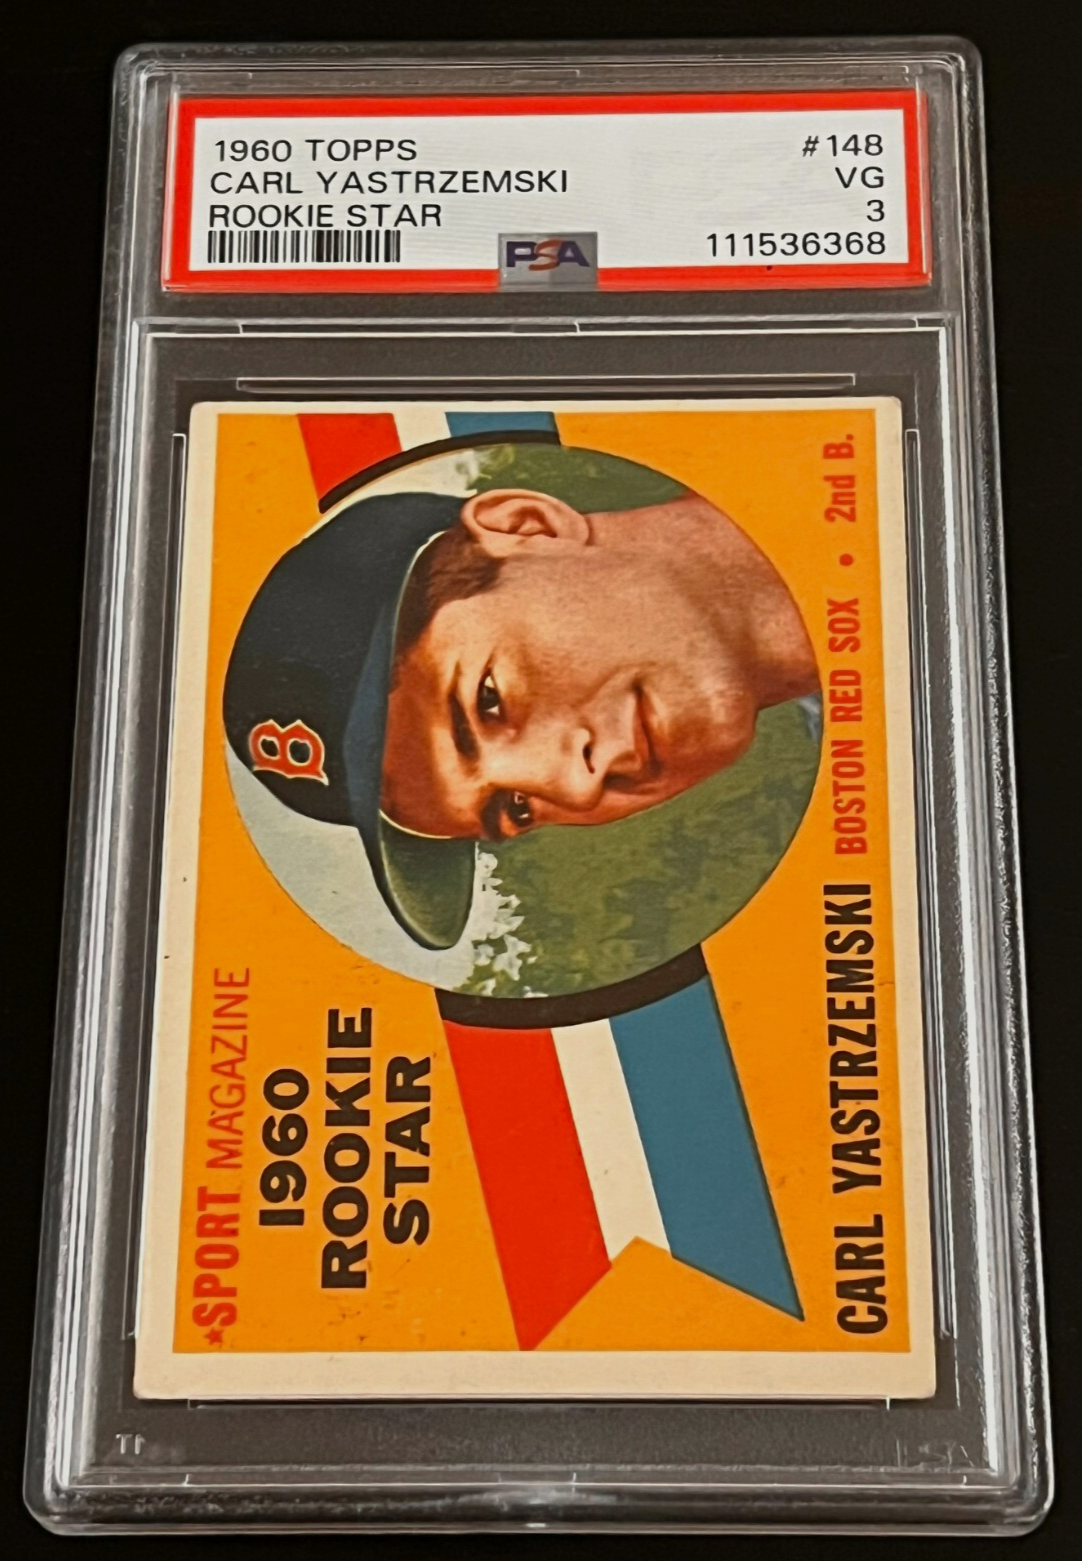 1960 TOPPS #148
CARL YASTRZEMSKI VG
ROOKIE STAR 3
PSA 111536368
B
★SPORT MAGAZINE
1960
ROOKIE
STAR
CARL YASTRZEMSKI BOSTON RED SOX • 2nd B.